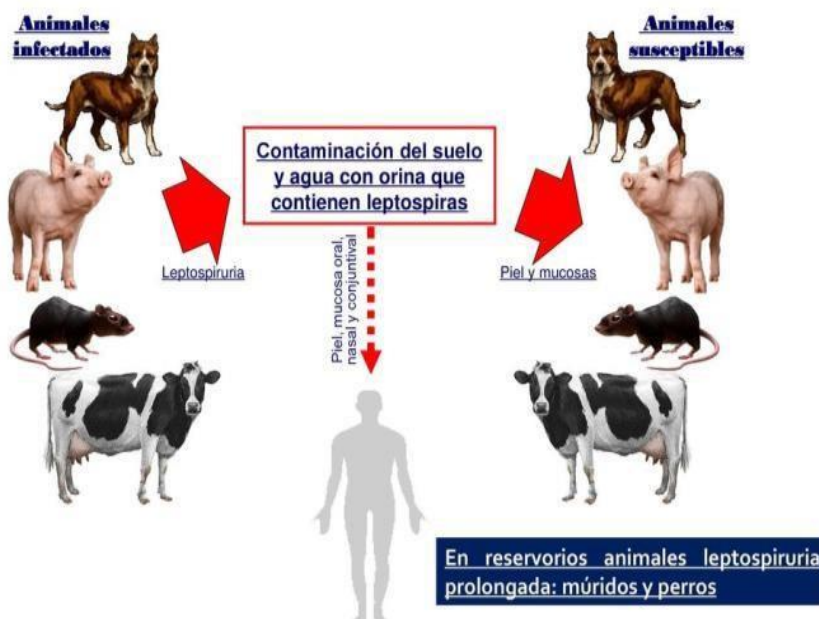 Animales
infectados
Animales
susceptibles
Contaminación del suelo
y agua con orina que
contienen leptospiras
Leptospiruria
Piel, mucosa oral,
nasal y conjuntival
Piel y mucosas
En reservorios animales leptospiruria
prolongada: múridos y perros